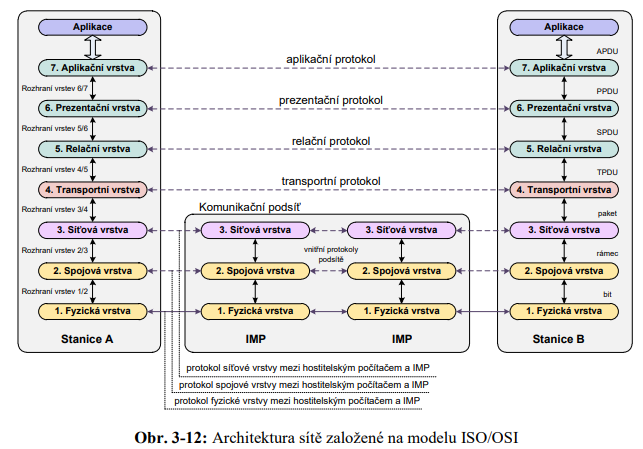 Aplikace
Aplikace
APDU
7. Aplikační vrstva
aplikační protokol
7. Aplikační vrstva
Rozhraní vrstev 6/7
PPDU
6. Prezentační vrstva
prezentační protokol
6. Prezentační vrstva
Rozhraní vrstev 5/6
SPDU
5. Relační vrstva
relační protokol
5. Relační vrstva
Rozhraní vrstev 4/5
TPDU
4. Transportní vrstva
transportní protokol
4. Transportní vrstva
Rozhraní vrstev 3/4
Komunikační podsíť
paket
3. Síťová vrstva
3. Síťová vrstva
3. Síťová vrstva
3. Síťová vrstva
Rozhraní vrstev 2/3
vnitřní protokoly
podsítě
rámec
2. Spojová vrstva
2. Spojová vrstva
2. Spojová vrstva
2. Spojová vrstva
Rozhraní vrstev 1/2
bit
1. Fyzická vrstva
1. Fyzická vrstva
1. Fyzická vrstva
1. Fyzická vrstva
Stanice A
IMP
IMP
Stanice B
protokol síťové vrstvy mezi hostitelským počítačem a IMP
protokol spojové vrstvy mezi hostitelským počítačem a IMP
protokol fyzické vrstvy mezi hostitelským počítačem a IMP
Obr. 3-12: Architektura sítě založené na modelu ISO/OSI